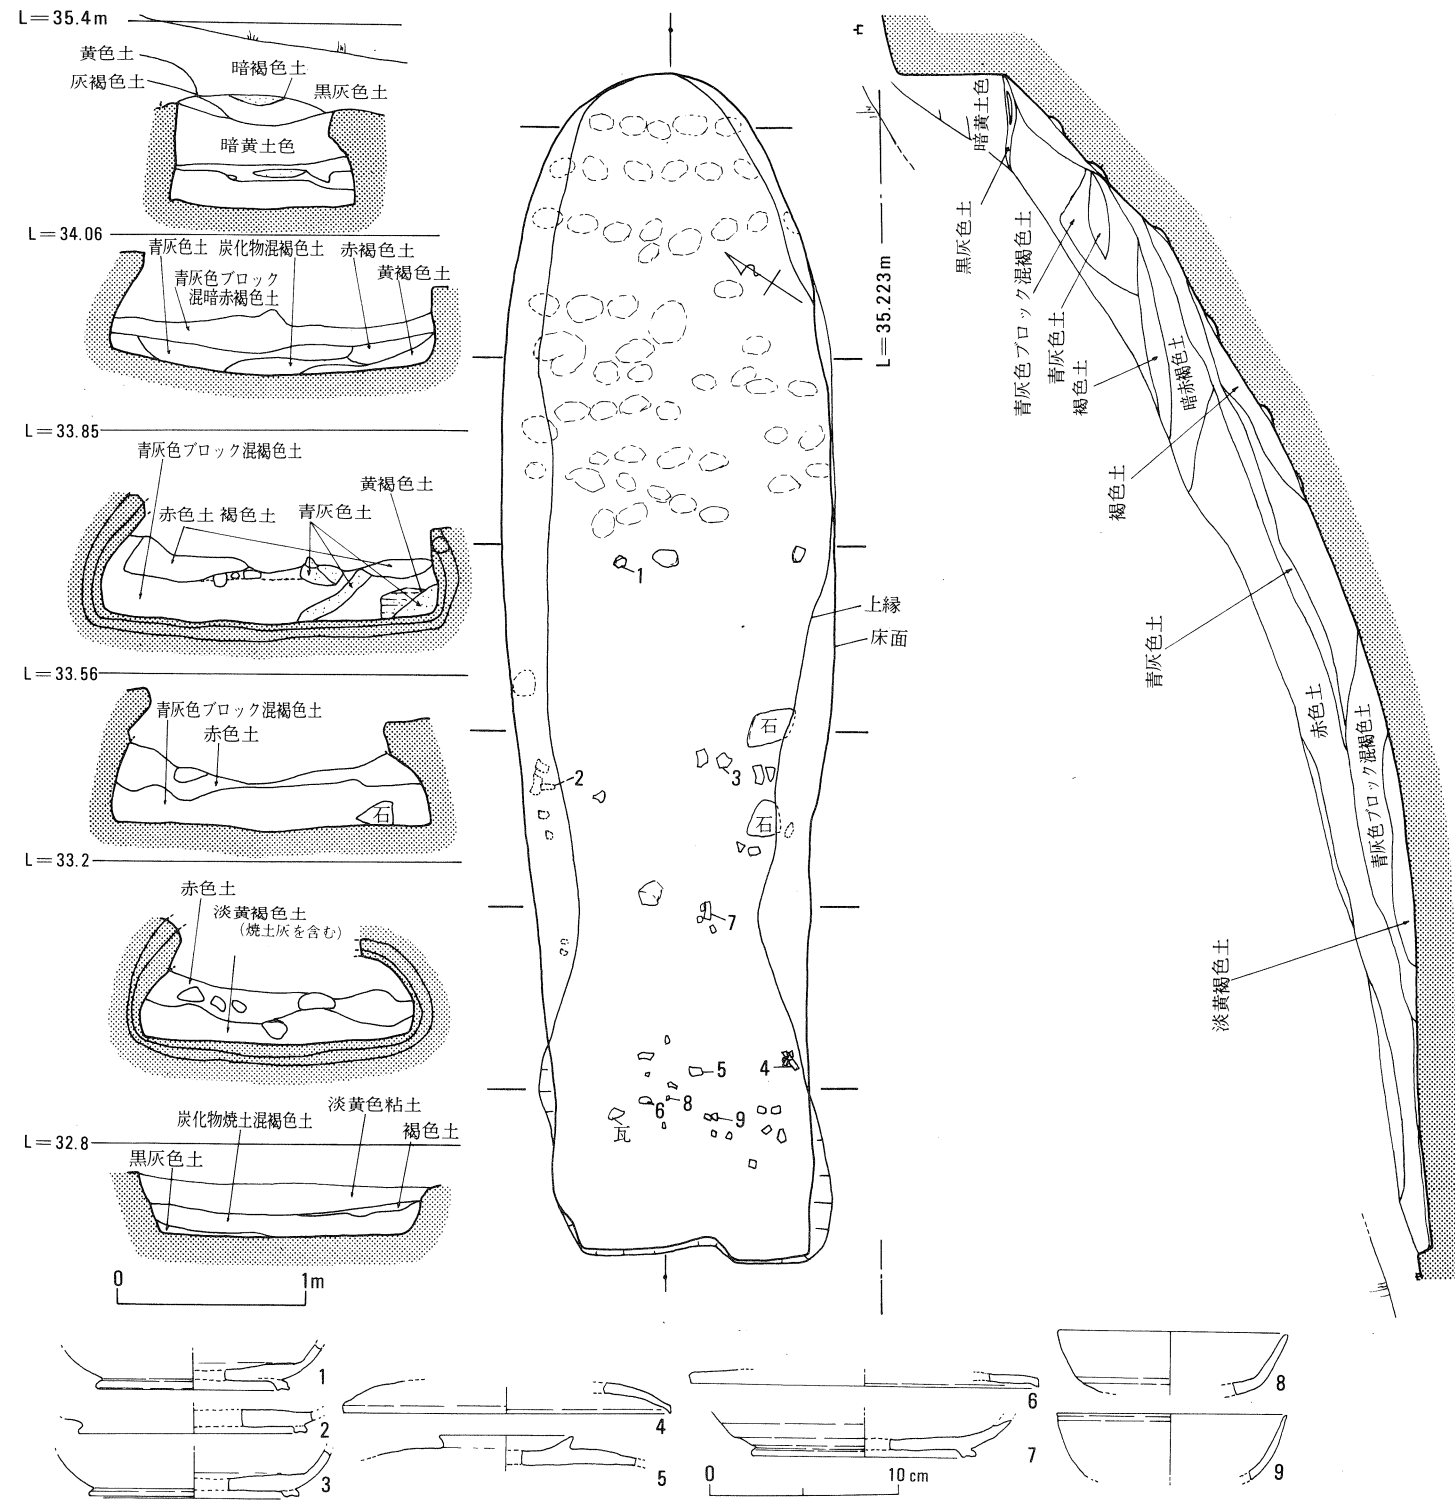 L=35.4m
黄色土
灰褐色土
暗褐色土
黒灰色土
暗黄土色
L=34.06
青灰色土 炭化物混褐色土 赤褐色土
黄褐色土
青灰色ブロック
混暗赤褐色土
L=33.85
青灰色ブロック混褐色土
黄褐色土
赤色土 褐色土 青灰色土
L=33.56
青灰色ブロック混褐色土
赤色土
石
L=33.2
赤色土
淡黄褐色土
(焼土灰を含む)
淡黄色粘土
炭化物焼土混褐色土
褐色土
L=32.8
黒灰色土
0 1m
1
上縁
床面
石
2
3
石
7
5
4
6
8
9
瓦
L=35.223m
暗黄土色
黒灰色土
青灰色ブロック混褐色土
青灰色土
褐色土
暗赤褐色土
褐色土
青灰色土
赤色土
青灰色ブロック混褐色土
淡黄褐色土
1
2
3
4
5
6
7
8
9
0 10cm